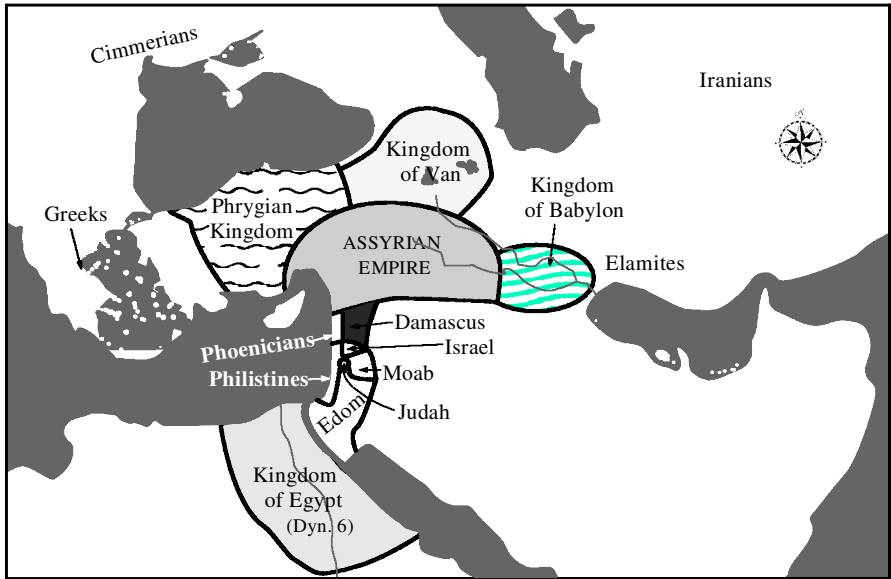 Cimmerians
Iranians
N
Kingdom
of Van
Kingdom
of Babylon
Greeks
Phrygian
Kingdom
ASSYRIAN
EMPIRE
Elamites
Damascus
Phoenicians
Israel
Philistines
Moab
Judah
Edom
Kingdom
of Egypt
(Dyn. 6)